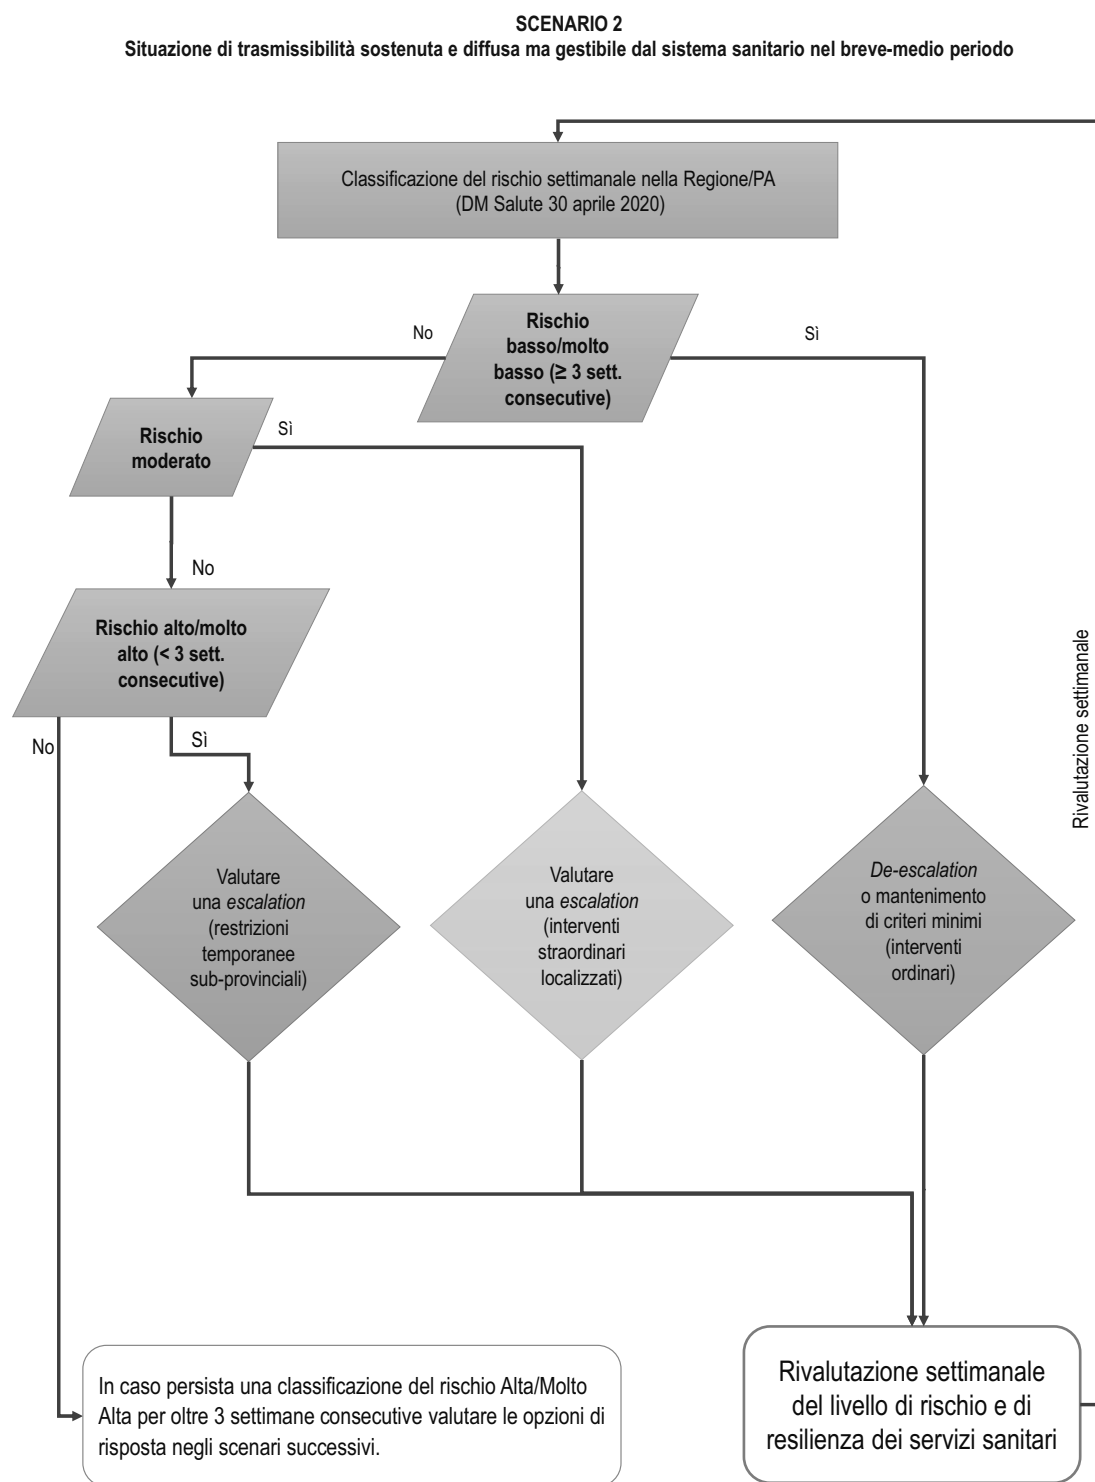 SCENARIO 2
Situazione di trasmissibilità sostenuta e diffusa ma gestibile dal sistema sanitario nel breve-medio periodo
Classificazione del rischio settimanale nella Regione/PA
(DM Salute 30 aprile 2020)
No
Rischio
basso/molto
basso (≥ 3 sett.
consecutive)
Sì
Rischio
moderato
Sì
No
Rischio alto/molto
alto (< 3 sett.
consecutive)
No
Sì
Rivalutazione settimanale
Valutare
una escalation
(restrizioni
temporanee
sub-provinciali)
Valutare
una escalation
(interventi
straordinari
localizzati)
De-escalation
o mantenimento
di criteri minimi
(interventi
ordinari)
In caso persista una classificazione del rischio Alta/Molto
Alta per oltre 3 settimane consecutive valutare le opzioni di
risposta negli scenari successivi.
Rivalutazione settimanale
del livello di rischio e di
resilienza dei servizi sanitari